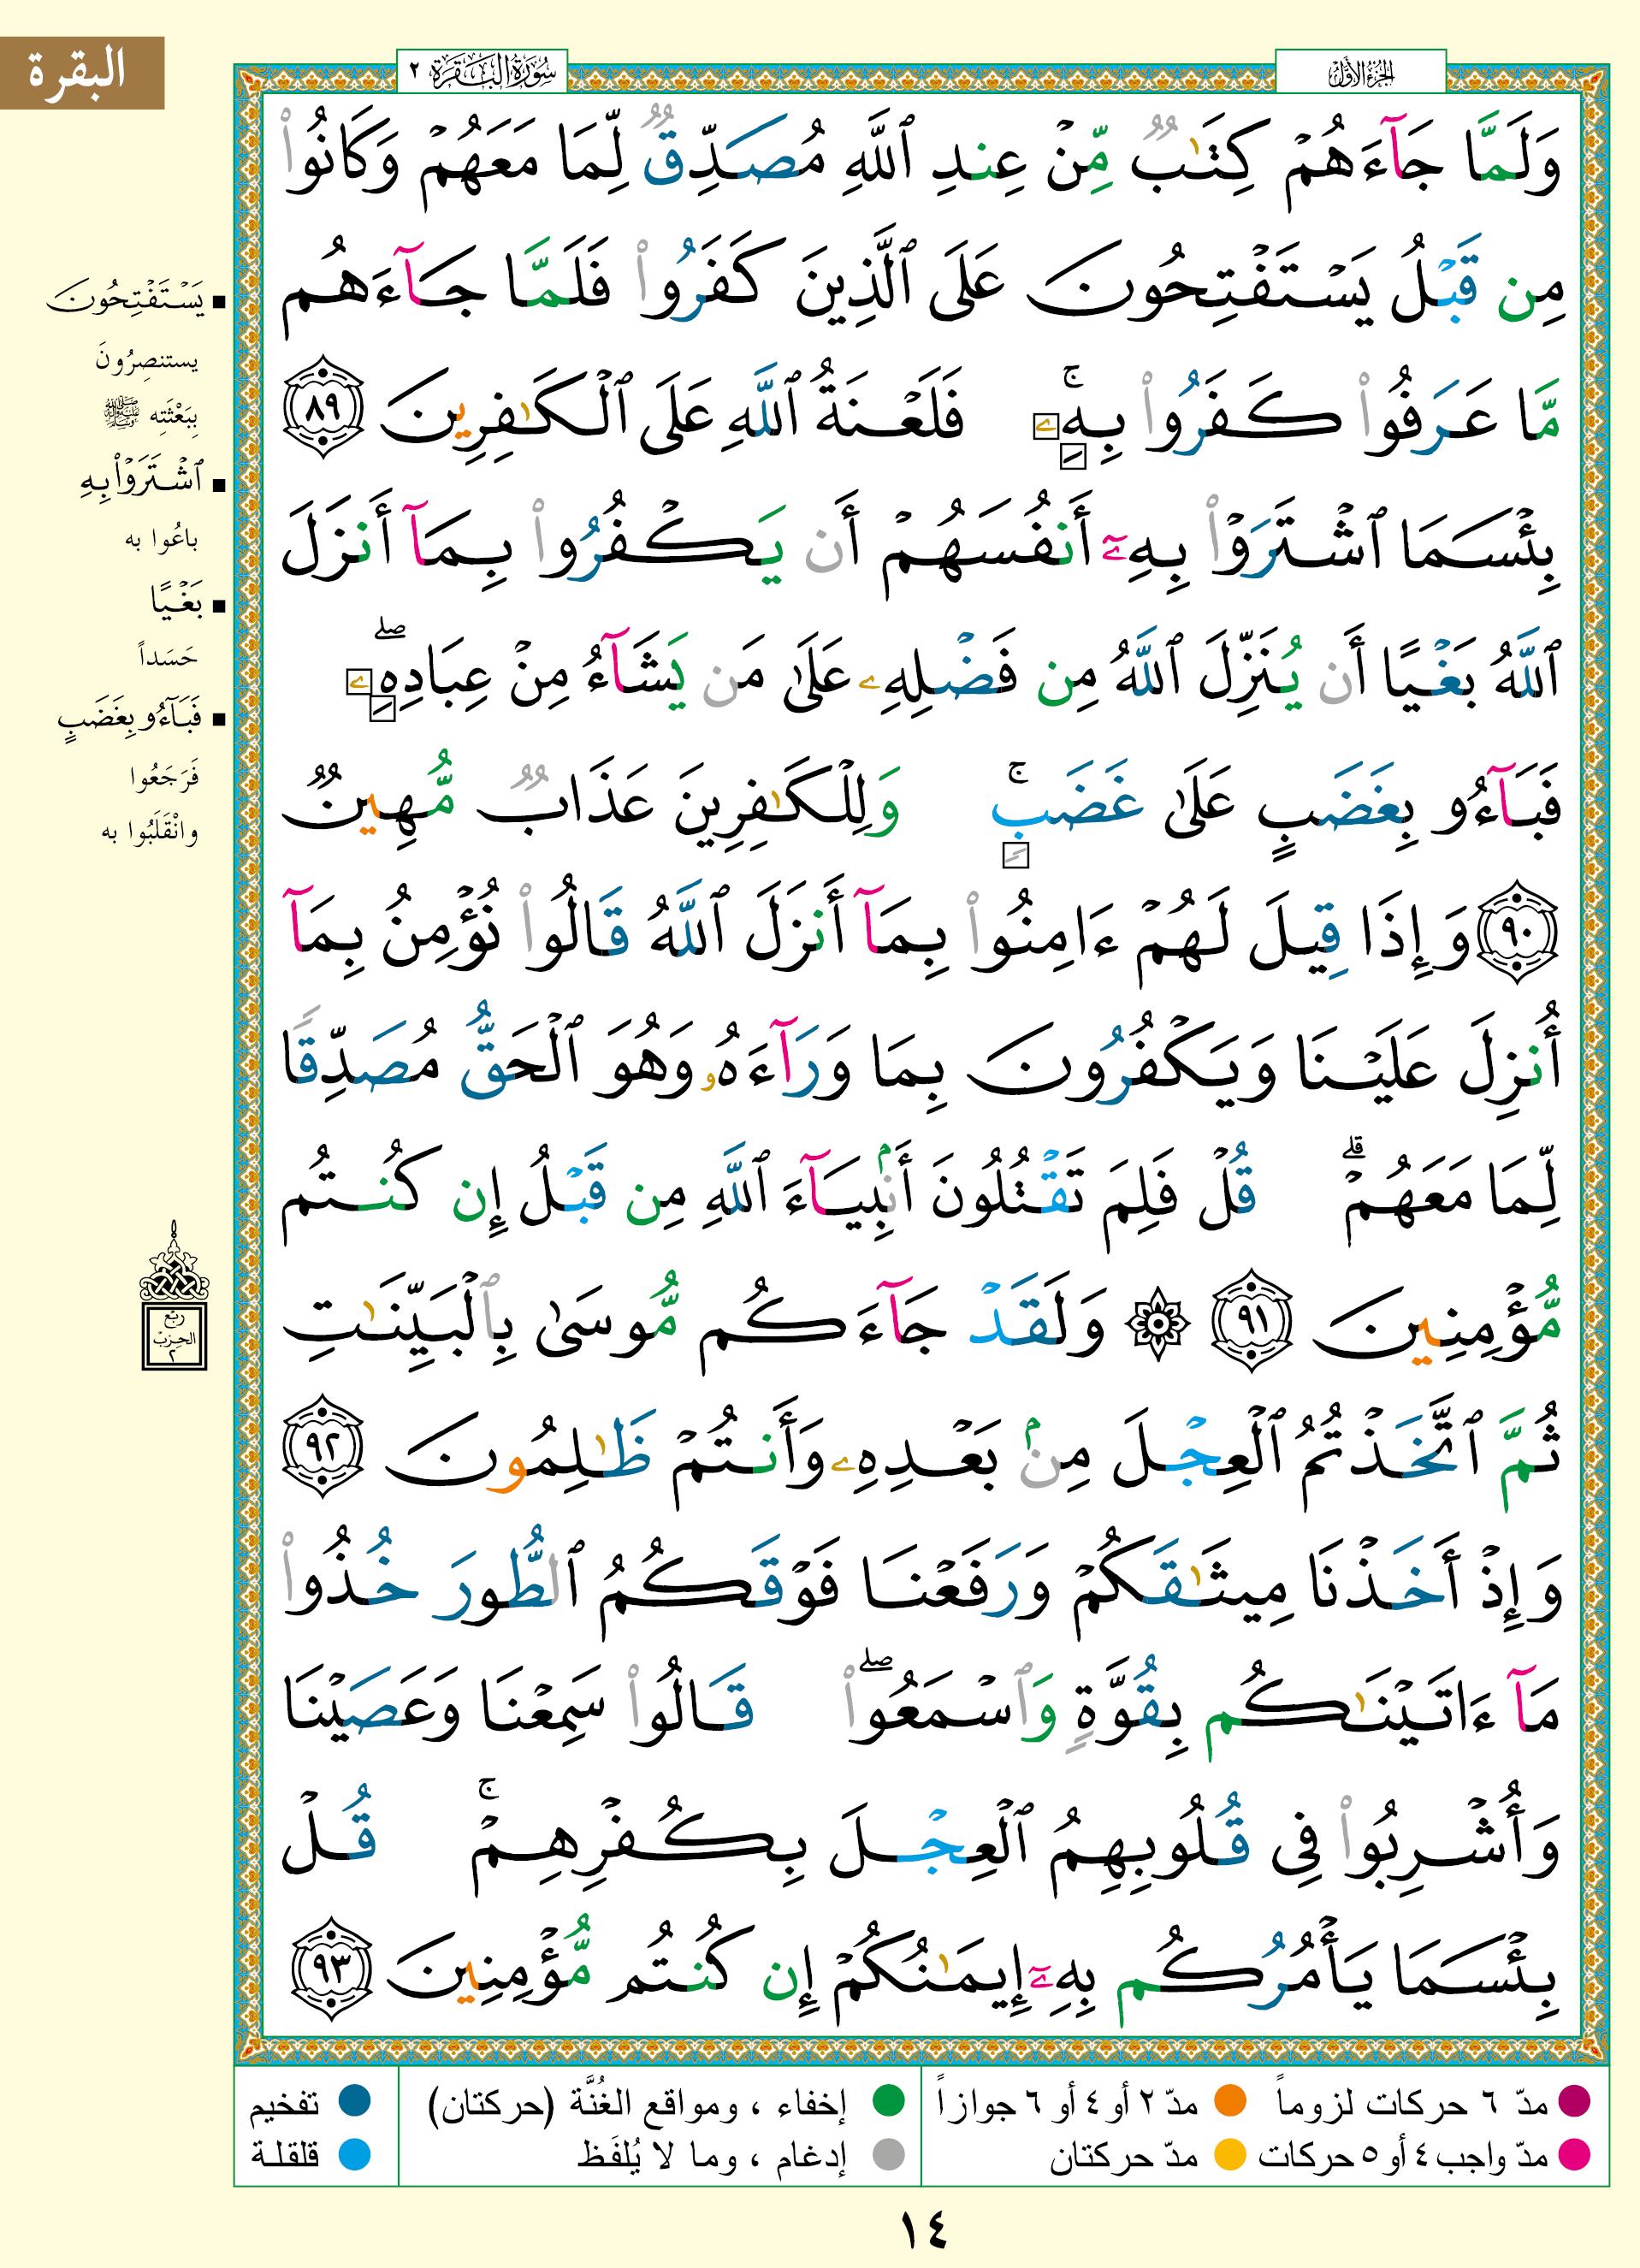 البقرة
الجزء الأول
سورة البقرة ٢
وَلَمَّا جَآءَهُمْ كِتَٰبٌ مِّنْ عِندِ ٱللَّهِ مُصَدِّقٌ لِّمَا مَعَهُمْ وَكَانُوا۟
مِن قَبْلُ يَسْتَفْتِحُونَ عَلَى ٱلَّذِينَ كَفَرُوا۟ فَلَمَّا جَآءَهُم
مَّا عَرَفُوا۟ كَفَرُوا۟ بِهِۦ ۚ فَلَعْنَةُ ٱللَّهِ عَلَى ٱلْكَٰفِرِينَ ٨٩
بِئْسَمَا ٱشْتَرَوْا۟ بِهِۦٓ أَنفُسَهُمْ أَن يَكْفُرُوا۟ بِمَآ أَنزَلَ
ٱللَّهُ بَغْيًا أَن يُنَزِّلَ ٱللَّهُ مِن فَضْلِهِۦ عَلَىٰ مَن يَشَآءُ مِنْ عِبَادِهِۦ ۖ
فَبَآءُو بِغَضَبٍ عَلَىٰ غَضَبٍ ۚ وَلِلْكَٰفِرِينَ عَذَابٌ مُّهِينٌ
٩٠ وَإِذَا قِيلَ لَهُمْ ءَامِنُوا۟ بِمَآ أَنزَلَ ٱللَّهُ قَالُوا۟ نُؤْمِنُ بِمَآ
أُنزِلَ عَلَيْنَا وَيَكْفُرُونَ بِمَا وَرَآءَهُۥ وَهُوَ ٱلْحَقُّ مُصَدِّقًا
لِّمَا مَعَهُمْ ۗ قُلْ فَلِمَ تَقْتُلُونَ أَنۢبِيَآءَ ٱللَّهِ مِن قَبْلُ إِن كُنتُم
مُّؤْمِنِينَ ٩١ ۞ وَلَقَدْ جَآءَكُم مُّوسَىٰ بِٱلْبَيِّنَٰتِ
ثُمَّ ٱتَّخَذْتُمُ ٱلْعِجْلَ مِنۢ بَعْدِهِۦ وَأَنتُمْ ظَٰلِمُونَ ٩٢
وَإِذْ أَخَذْنَا مِيثَٰقَكُمْ وَرَفَعْنَا فَوْقَكُمُ ٱلطُّورَ خُذُوا۟
مَآ ءَاتَيْنَٰكُم بِقُوَّةٍ وَٱسْمَعُوا۟ ۖ قَالُوا۟ سَمِعْنَا وَعَصَيْنَا
وَأُشْرِبُوا۟ فِى قُلُوبِهِمُ ٱلْعِجْلَ بِكُفْرِهِمْ ۚ قُلْ
بِئْسَمَا يَأْمُرُكُم بِهِۦٓ إِيمَٰنُكُمْ إِن كُنتُم مُّؤْمِنِينَ ٩٣
يَسْتَفْتِحُونَ
يستنصِرُونَ
بِبَعْثَتِه ﷺ
ٱشْتَرَوْا۟ بِهِ
باعُوا به
بَغْيًا
حَسَداً
فَبَآءُو بِغَضَبٍ
فَرَجَعُوا
وانْقَلَبُوا به
ربع
الحزب
٢
مدّ ٦ حركات لزوماً
مدّ ٢ أو ٤ أو ٦ جوازاً
إخفاء ، ومواقع الغُنَّة (حركتان)
تفخيم
مدّ واجب ٤ أو ٥ حركات
مدّ حركتان
إدغام ، وما لا يُلفَظ
قلقلة
١٤